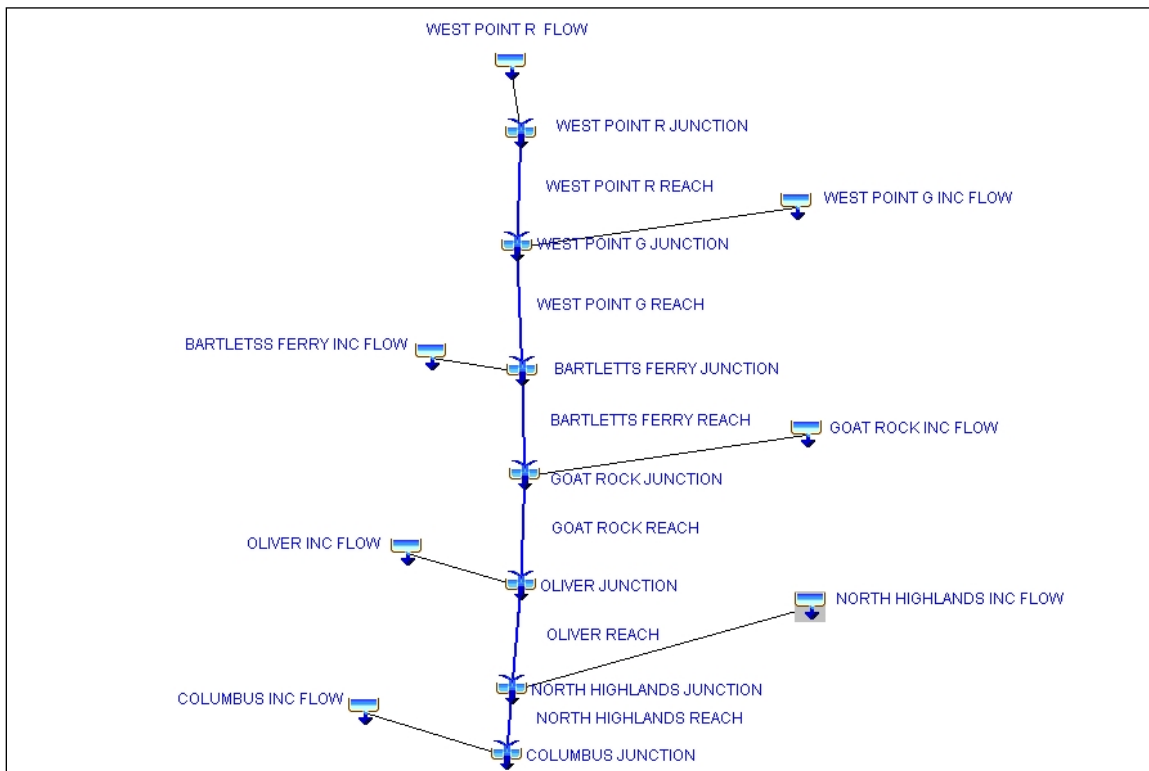 WEST POINT R  FLOW
WEST POINT R JUNCTION
WEST POINT R REACH
WEST POINT G INC FLOW
WEST POINT G JUNCTION
WEST POINT G REACH
BARTLETSS FERRY INC FLOW
BARTLETTS FERRY JUNCTION
BARTLETTS FERRY REACH
GOAT ROCK INC FLOW
GOAT ROCK JUNCTION
GOAT ROCK REACH
OLIVER INC FLOW
OLIVER JUNCTION
NORTH HIGHLANDS INC FLOW
OLIVER REACH
NORTH HIGHLANDS JUNCTION
COLUMBUS INC FLOW
NORTH HIGHLANDS REACH
COLUMBUS JUNCTION